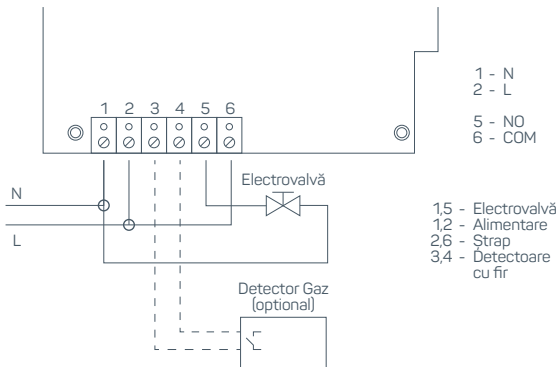 1 2 3 4 5 6
1 - N
2 - L
5 - NO
6 - COM
N
L
Electrovalvă
1,5 - Electrovalvă
1,2 - Alimentare
2,6 - Ștrap
3,4 - Detectoare
cu fir
Detector Gaz
(optional)